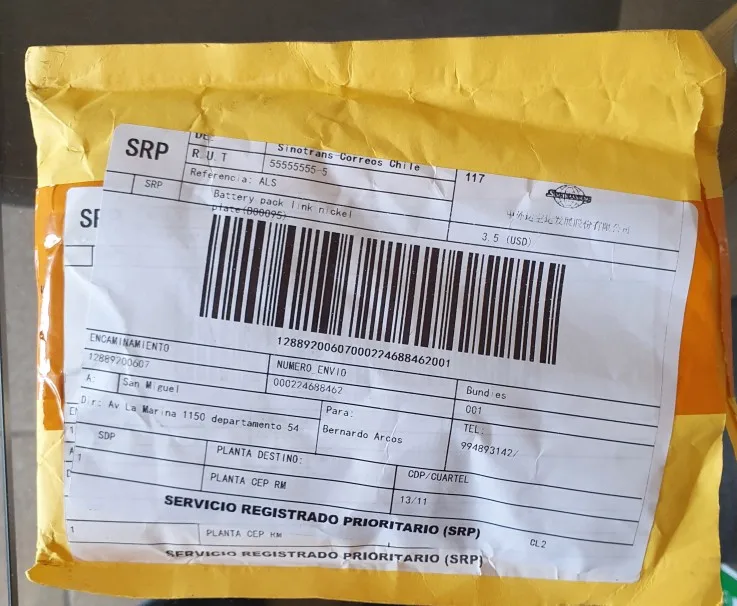 SRP
DE:
Sinotrans Correos Chile
R.U.T
55555555-5
117
Referencia: ALS
SRP
Battery pack link nickel
plate(B00095)
3.5 (USD)
SF
12889200607000224688462001
ENCAMINAMIENTO
12889200607
NUMERO ENVIO
000224688462
Bundles
001
A:
San Miguel
Para:
Bernardo Arcos
TEL:
994893142/
Dir: Av La Marina 1150 departamento 54
SDP
PLANTA DESTINO:
CDP/CUARTEL
1
PLANTA CEP RM
13/11
SERVICIO REGISTRADO PRIORITARIO (SRP)
CL2
1
PLANTA CEP RM
SERVICIO REGISTRADO PRIORITARIO (SRP)